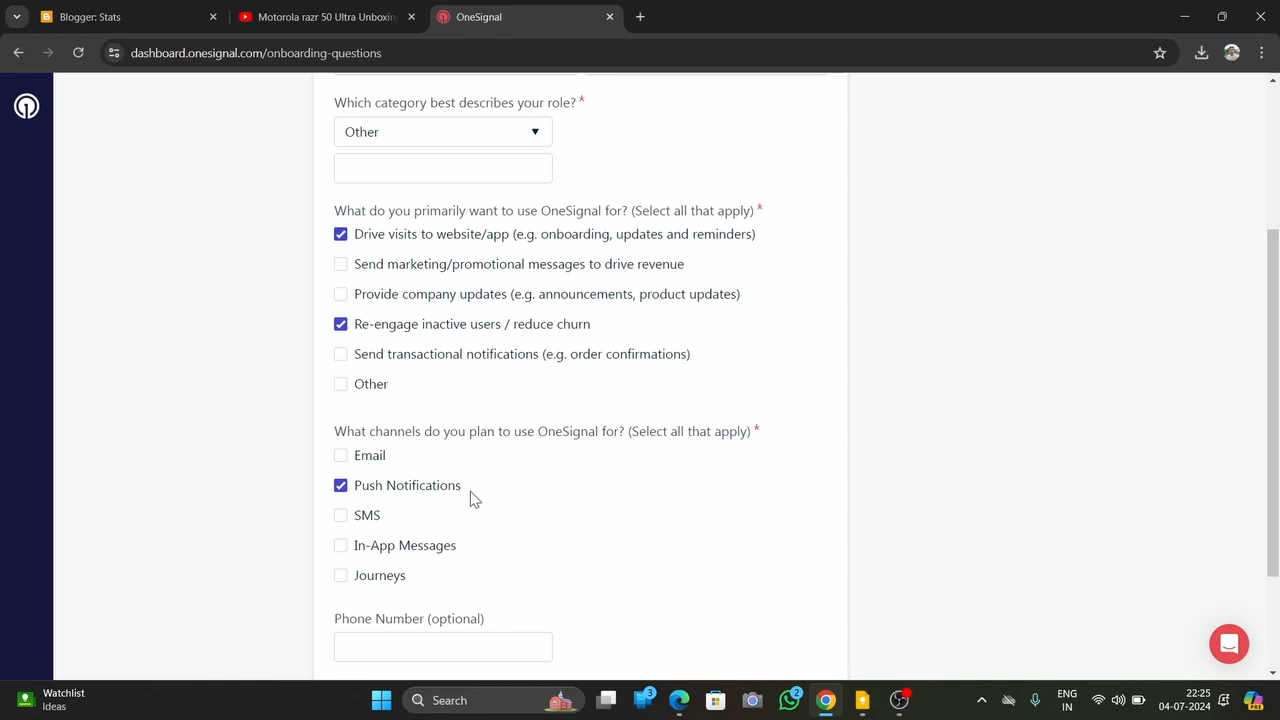 Blogger: Stats
Motorola razr 50 Ultra Unboxin
OneSignal
dashboard.onesignal.com/onboarding-questions
Which category best describes your role? *
Other
What do you primarily want to use OneSignal for? (Select all that apply) *
Drive visits to website/app (e.g. onboarding, updates and reminders)
Send marketing/promotional messages to drive revenue
Provide company updates (e.g. announcements, product updates)
Re-engage inactive users / reduce churn
Send transactional notifications (e.g. order confirmations)
Other
What channels do you plan to use OneSignal for? (Select all that apply) *
Email
Push Notifications
SMS
In-App Messages
Journeys
Phone Number (optional)
Watchlist
Ideas
Search
3
2
ENG
IN
22:25
04-07-2024